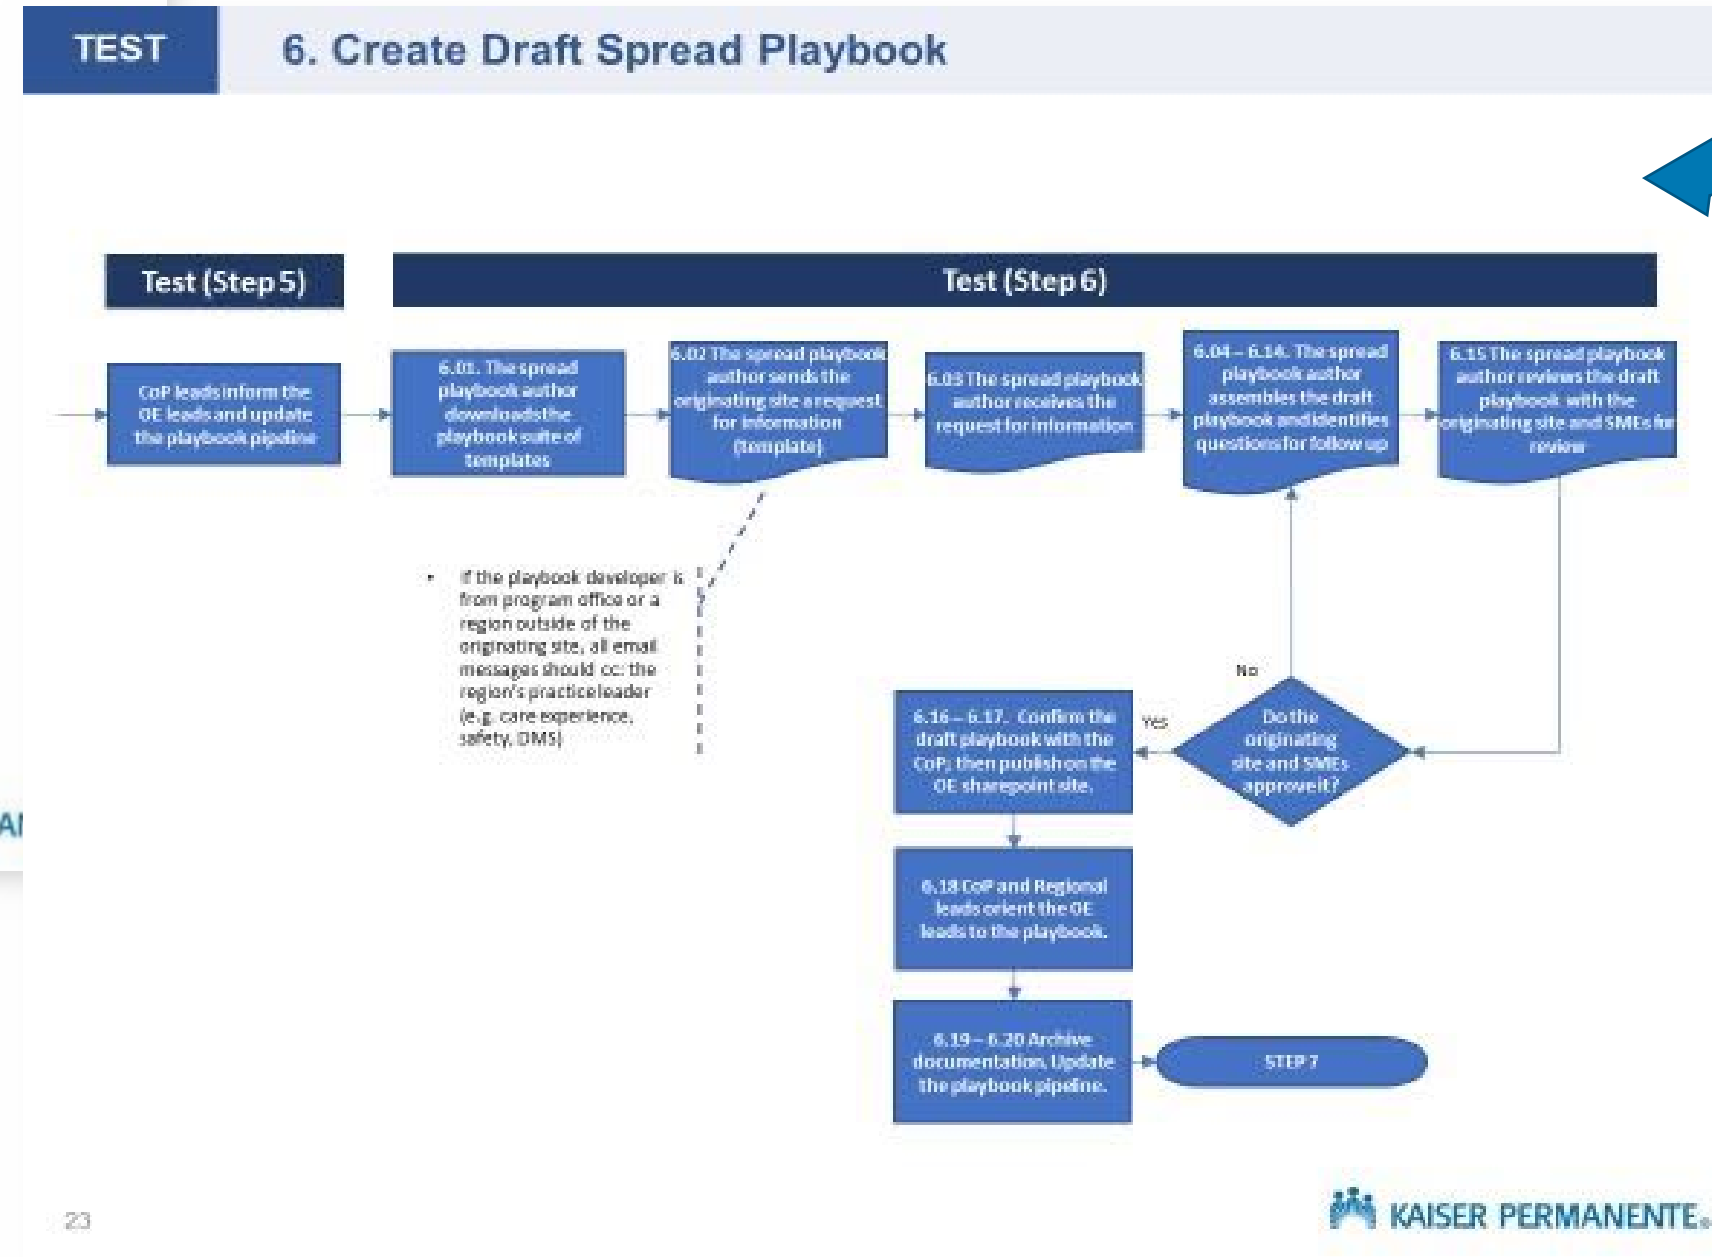 TEST
6. Create Draft Spread Playbook
Test (Step 5)
Test (Step 6)
CoP leads inform the
OE leads and update
the playbook pipeline
6.01. The spread
playbook author
downloads the
playbook suite of
templates
6.02 The spread playbook
author sends the
originating site a request
for information
(template)
6.03 The spread playbook
author receives the
request for information
6.04 – 6.14. The spread
playbook author
assembles the draft
playbook and identifies
questions for follow up
6.15 The spread playbook
author reviews the draft
playbook with the
originating site and SMEs for
review
• If the playbook developer is
from program office or a
region outside of the
originating site, all email
messages should cc: the
region's practice leader
(e.g. care experience,
safety, DMS)
No
Do the
originating
site and SMEs
approve it?
Yes
6.16 – 6.17. Confirm the
draft playbook with the
CoP; then publish on the
OE sharepoint site.
6.18 CoP and Regional
leads orient the OE
leads to the playbook.
6.19 – 6.20 Archive
documentation, Update
the playbook pipeline.
STEP 7
23
KAISER PERMANENTE®